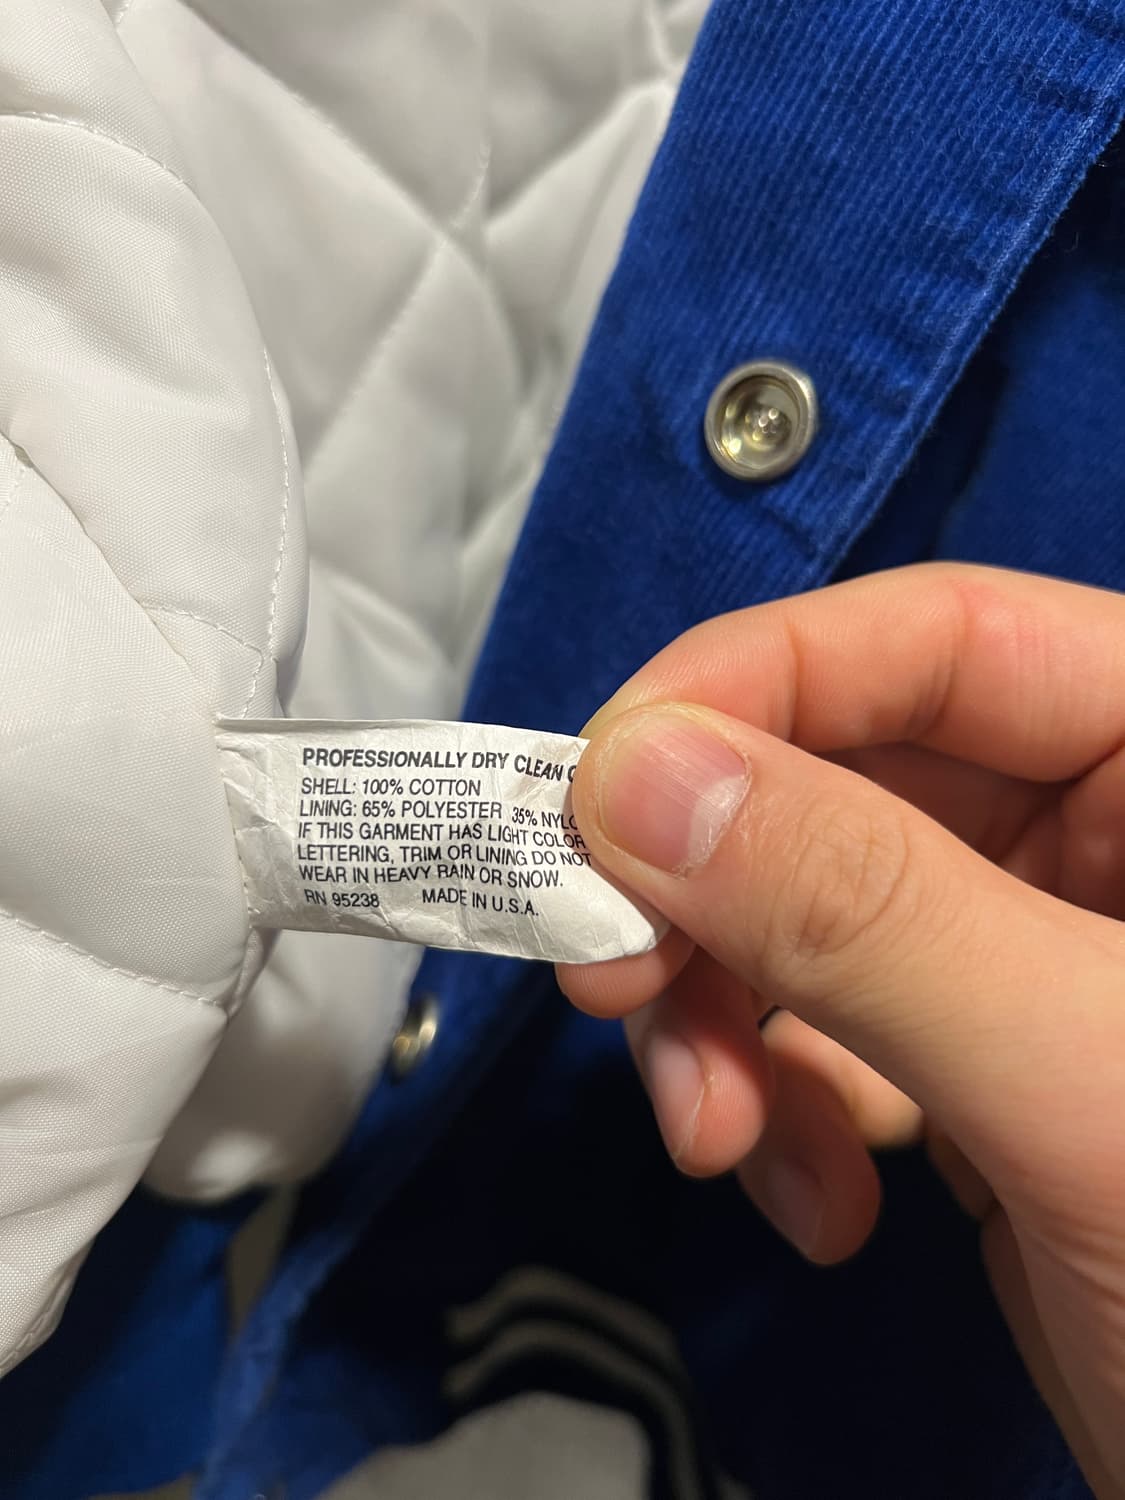 PROFESSIONALLY DRY CLEAN
SHELL: 100% COTTON
LINING: 65% POLYESTER 35% NYL
IF THIS GARMENT HAS LIGHT COLOR
LETTERING, TRIM OR LINING DO NOT
WEAR IN HEAVY RAIN OR SNOW.
RN 95238 MADE IN U.S.A.